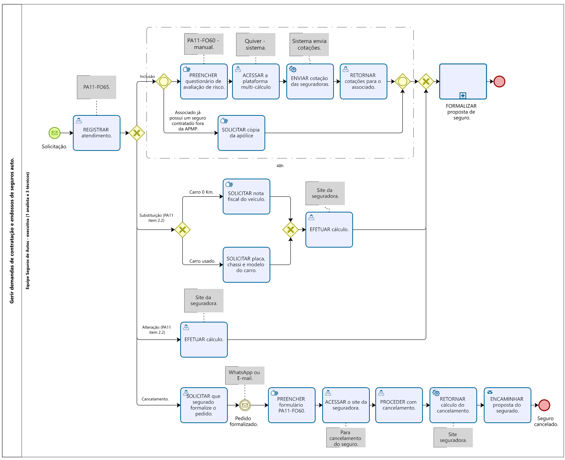 Gerir demandas de contratação e endossos de seguros auto.
Equipe Seguros de Autos - executiva (1 analista e 3 técnicos)
Solicitação.
PA11-FO65.
REGISTRAR
atendimento.
Inclusão
PA11-FO60 -
manual.
PREENCHER
questionário de
avaliação de risco.
Quiver -
sistema.
ACESSAR a
plataforma
multi-cálculo
Sistema envia
cotações.
ENVIAR cotação
das seguradoras.
RETORNAR
cotações para o
associado.
Associado já
possui um seguro
contratado fora
da APMP.
SOLICITAR cópia
da apólice
48h
FORMALIZAR
proposta de
seguro.
Substituição (PA11
item 2.2)
Carro 0 Km.
SOLICITAR nota
fiscal do veículo.
Carro usado.
SOLICITAR placa,
chassi e modelo
do carro.
Site da
seguradora.
EFETUAR cálculo.
Alteração (PA11
item 2.2)
Site da
seguradora.
EFETUAR cálculo.
Cancelamento.
SOLICITAR que
segurado
formalize o
pedido.
WhatsApp ou
E-mail.
Pedido
formalizado.
PREENCHER
formulário
PA11-FO60.
ACESSAR o site da
seguradora.
Para
cancelamento
do seguro.
PROCEDER com
cancelamento.
RETORNAR
cálculo do
cancelamento.
Site
seguradora.
ENCAMINHAR
proposta do
segurado.
Seguro
cancelado.